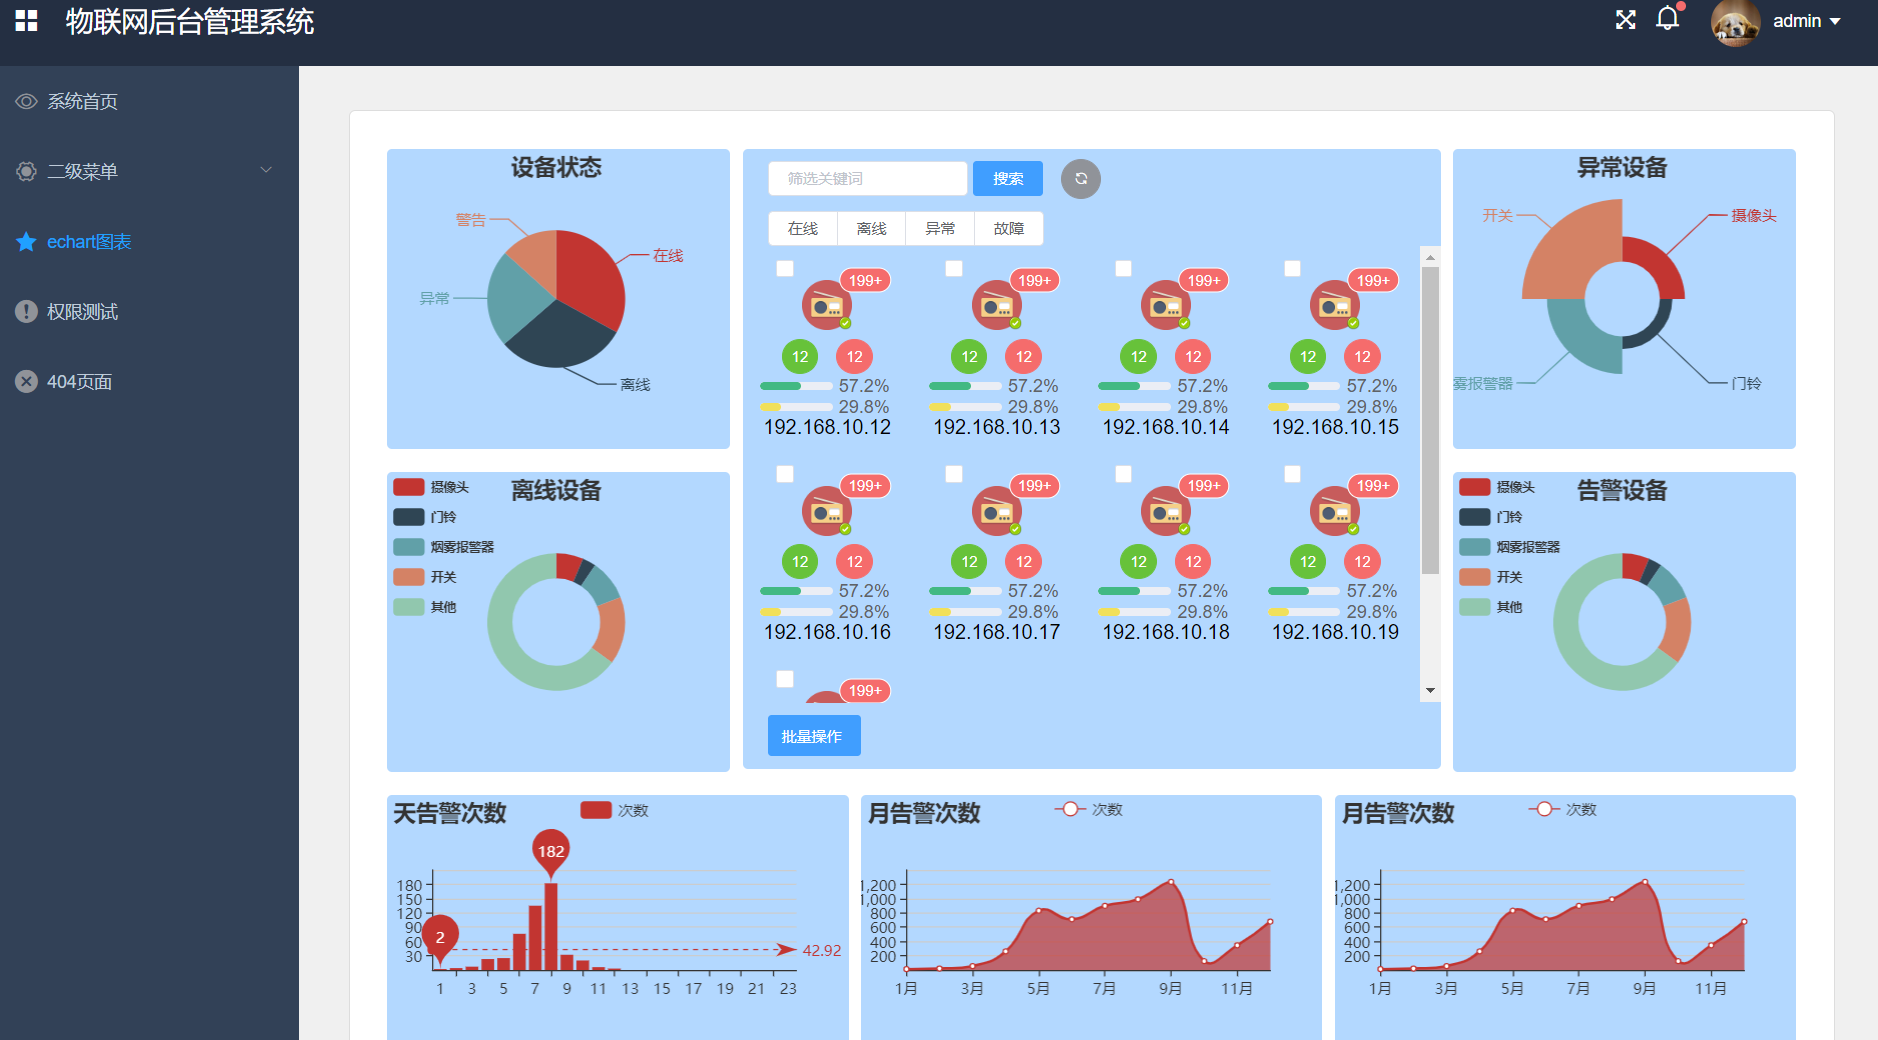 物联网后台管理系统
admin
系统首页
二级菜单
echart图表
权限测试
404页面
设备状态
警告
在线
异常
离线
筛选关键词
搜索
在线 离线 异常 故障
199+ 199+ 199+ 199+
12 12 12 12 12 12 12 12
57.2% 57.2% 57.2% 57.2%
29.8% 29.8% 29.8% 29.8%
192.168.10.12 192.168.10.13 192.168.10.14 192.168.10.15
199+ 199+ 199+ 199+
12 12 12 12 12 12 12 12
57.2% 57.2% 57.2% 57.2%
29.8% 29.8% 29.8% 29.8%
192.168.10.16 192.168.10.17 192.168.10.18 192.168.10.19
199+
批量操作
异常设备
开关
摄像头
雾报警器
门铃
离线设备
摄像头
门铃
烟雾报警器
开关
其他
告警设备
摄像头
门铃
烟雾报警器
开关
其他
天告警次数
次数
182
2
42.92
180
150
120
90
60
30
1 3 5 7 9 11 13 15 17 19 21 23
月告警次数
次数
1,200
1,000
800
600
400
200
1月 3月 5月 7月 9月 11月
月告警次数
次数
1,200
1,000
800
600
400
200
1月 3月 5月 7月 9月 11月